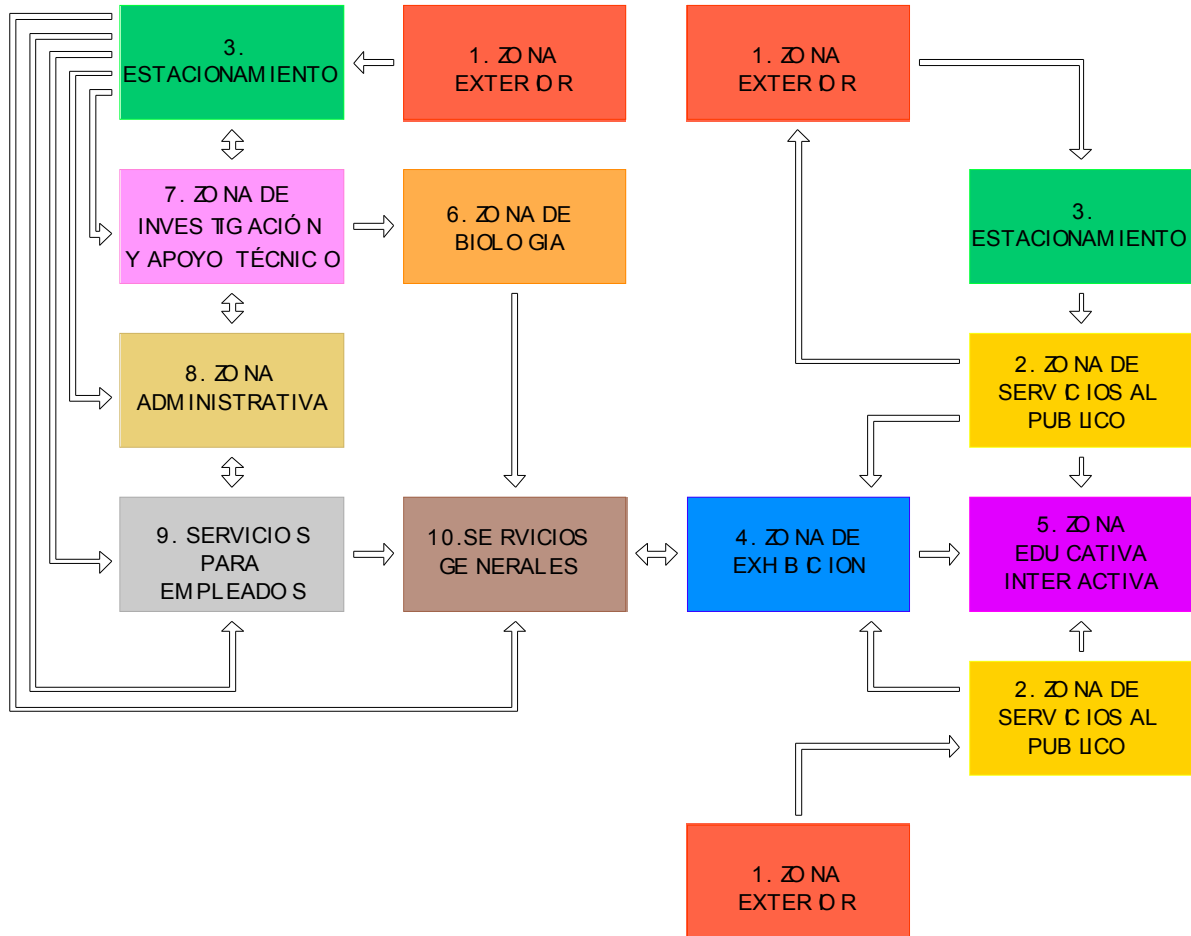 3.
ESTACIONAMIENTO
1. ZONA
EXTERIOR
1. ZONA
EXTERIOR
7. ZONA DE
INVESTIGACIÓN
Y APOYO TÉCNICO
6. ZONA DE
BIOLOGIA
3.
ESTACIONAMIENTO
8. ZONA
ADMINISTRATIVA
2. ZONA DE
SERVICIOS AL
PUBLICO
9. SERVICIOS
PARA
EMPLEADOS
10.SERVICIOS
GENERALES
4. ZONA DE
EXHIBICION
5. ZONA
EDUCATIVA
INTERACTIVA
2. ZONA DE
SERVICIOS AL
PUBLICO
1. ZONA
EXTERIOR